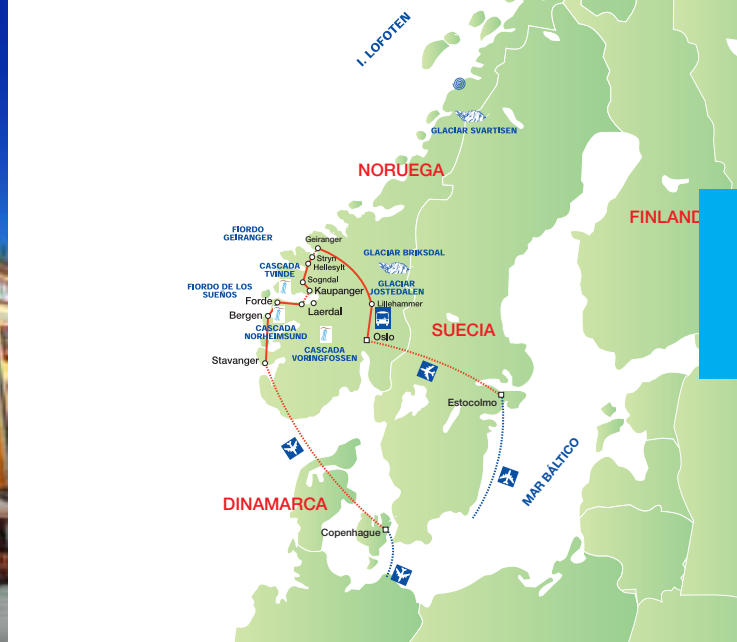 I. LOFOTEN
GLACIAR SVARTISEN
NORUEGA
FINLAND
FIORDO
GEIRANGER
Geiranger
GLACIAR BRIKSDAL
Stryn
Hellesylt
CASCADA
TVINDE
Sogndal
GLACIAR
JOSTEDALEN
FIORDO DE LOS
SUEÑOS
Kaupanger
Forde
Lillehammer
Laerdal
Bergen
CASCADA
NORHEIMSUND
SUECIA
Oslo
CASCADA
VORINGFOSSEN
Stavanger
Estocolmo
MAR BÁLTICO
DINAMARCA
Copenhague